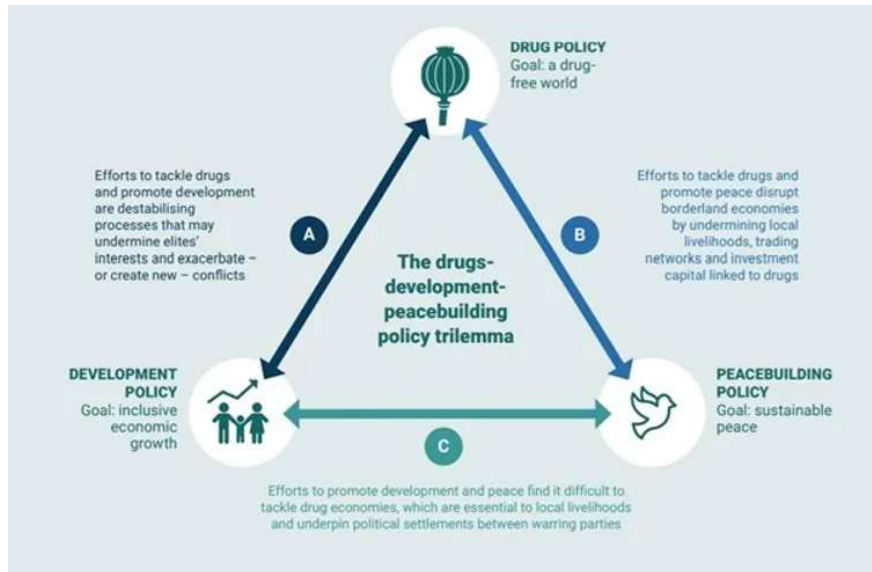 DRUG POLICY
Goal: a drug-
free world
Efforts to tackle drugs
and promote development
are destabilising
processes that may
undermine elites'
interests and exacerbate –
or create new – conflicts
A
Efforts to tackle drugs and
promote peace disrupt
borderland economies
by undermining local
livelihoods, trading
networks and investment
capital linked to drugs
B
The drugs-
development-
peacebuilding
policy trilemma
DEVELOPMENT
POLICY
Goal: inclusive
economic
growth
PEACEBUILDING
POLICY
Goal: sustainable
peace
C
Efforts to promote development and peace find it difficult to
tackle drug economies, which are essential to local livelihoods
and underpin political settlements between warring parties